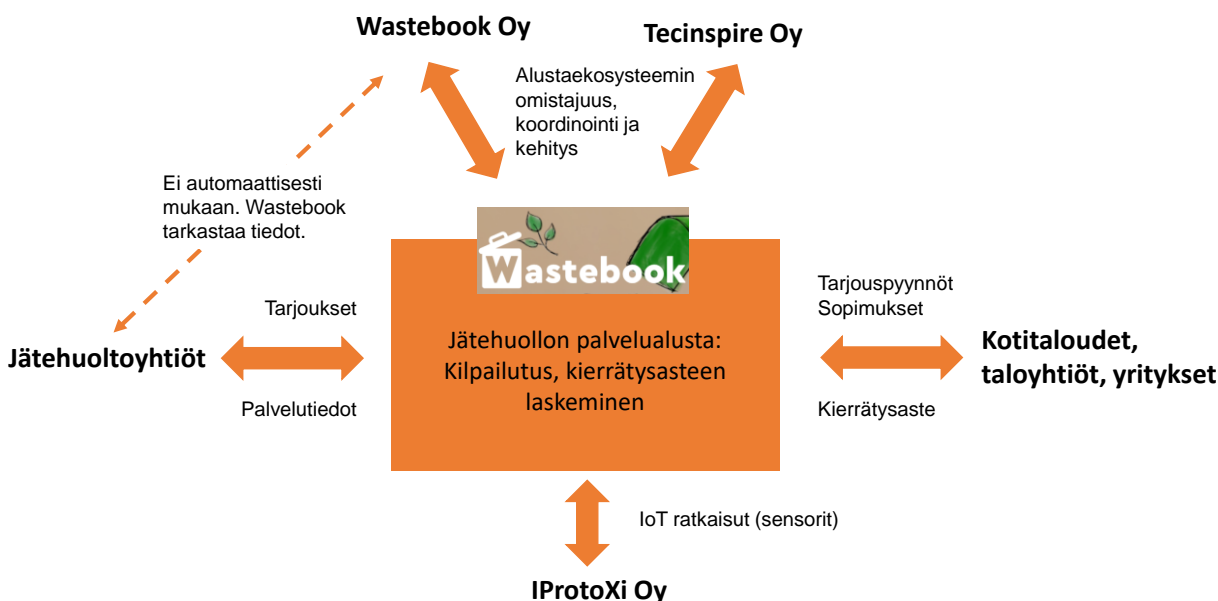 Wastebook Oy
Tecinspire Oy
Alustaekosysteemin
omistajuus,
koordinointi ja
kehitys
Ei automaattisesti
mukaan. Wastebook
tarkastaa tiedot.
Wastebook
Tarjoukset
Jätehuoltoyhtiöt
Palvelutiedot
Jätehuollon palvelualusta:
Kilpailutus, kierrätysasteen
laskeminen
Tarjouspyynnöt
Sopimukset
Kotitaloudet,
taloyhtiöt, yritykset
Kierrätysaste
IoT ratkaisut (sensorit)
IProtoXi Oy